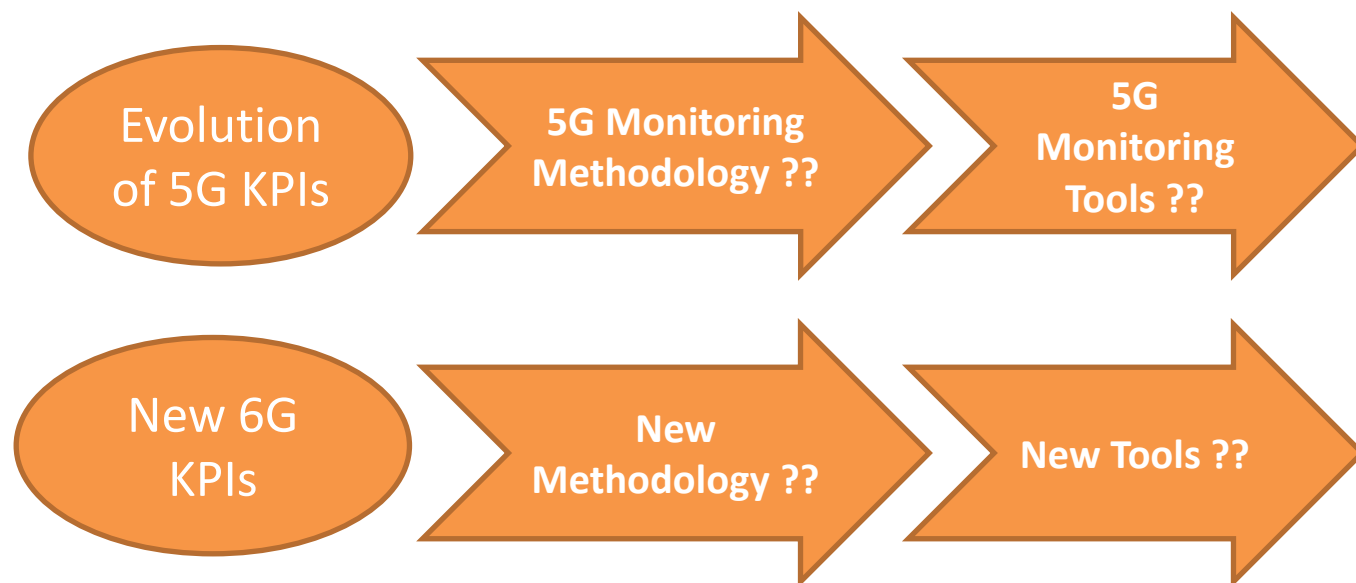 Evolution
of 5G KPIs
5G Monitoring
Methodology ??
5G
Monitoring
Tools ??
New 6G
KPIs
New
Methodology ??
New Tools ??